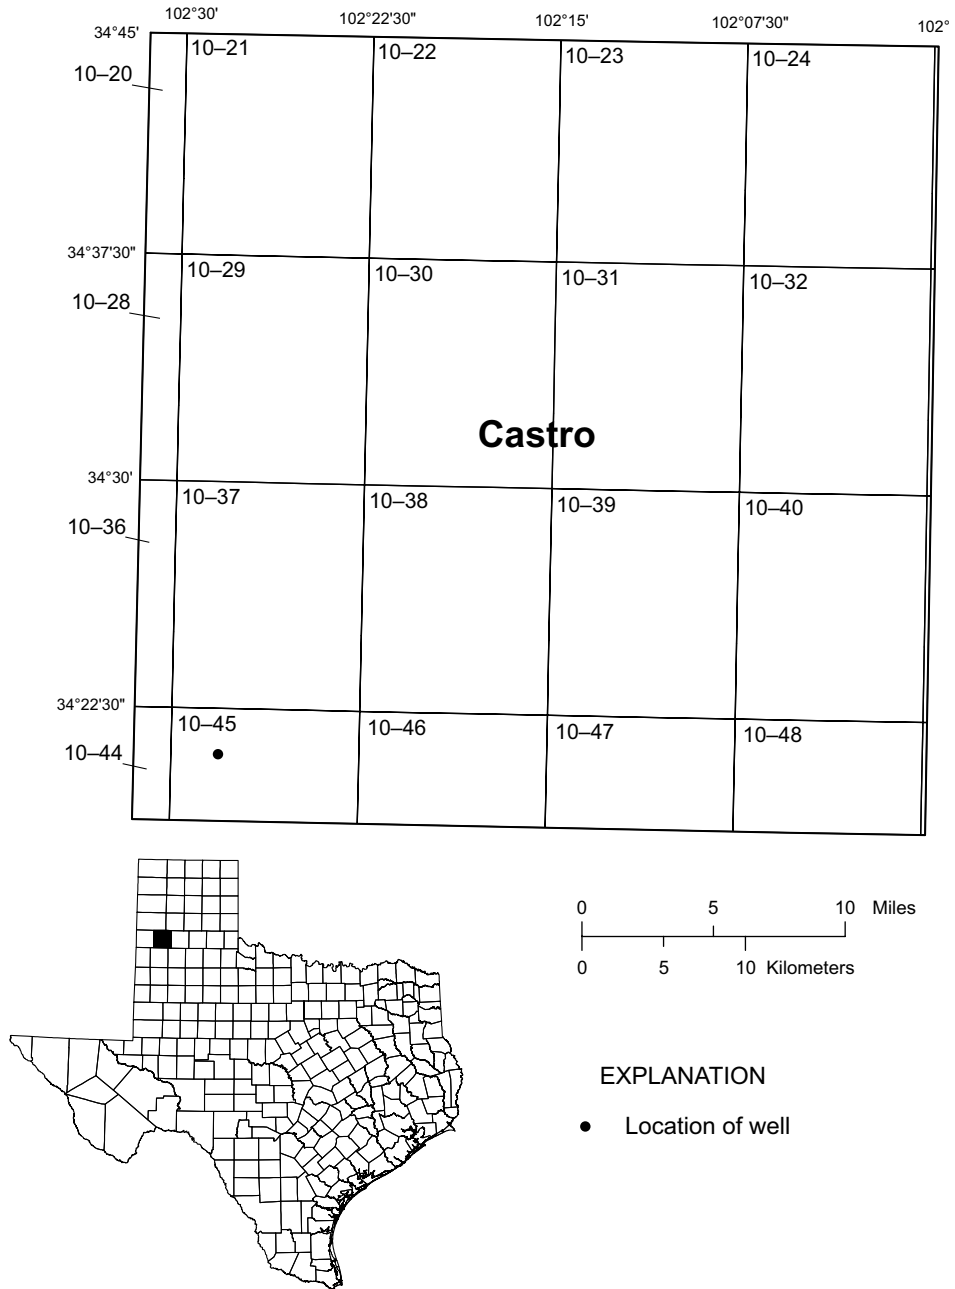 102°30' 102°22'30" 102°15' 102°07'30" 102°
34°45'
10–21 10–22 10–23 10–24
10–20
34°37'30"
10–29 10–30 10–31 10–32
10–28
Castro
34°30'
10–37 10–38 10–39 10–40
10–36
34°22'30"
10–45 10–46 10–47 10–48
10–44
0 5 10 Miles
0 5 10 Kilometers
EXPLANATION
Location of well